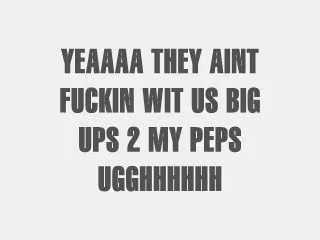 YEAAAA THEY AINT
FUCKIN WIT US BIG
UPS 2 MY PEPS
UGGHHHHHH